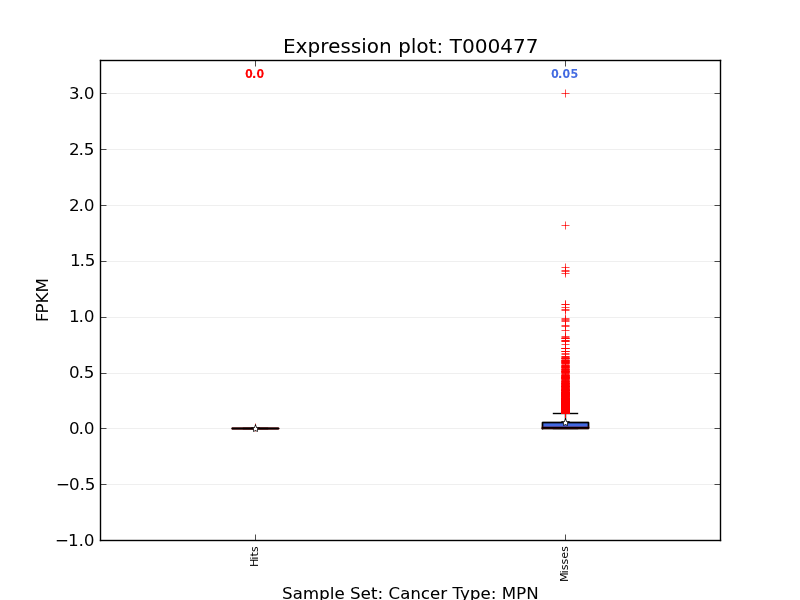 Expression plot: T000477
0.0
0.05
3.0
2.5
2.0
1.5
1.0
0.5
0.0
−0.5
−1.0
FPKM
Hits
Misses
Sample Set: Cancer Type: MPN